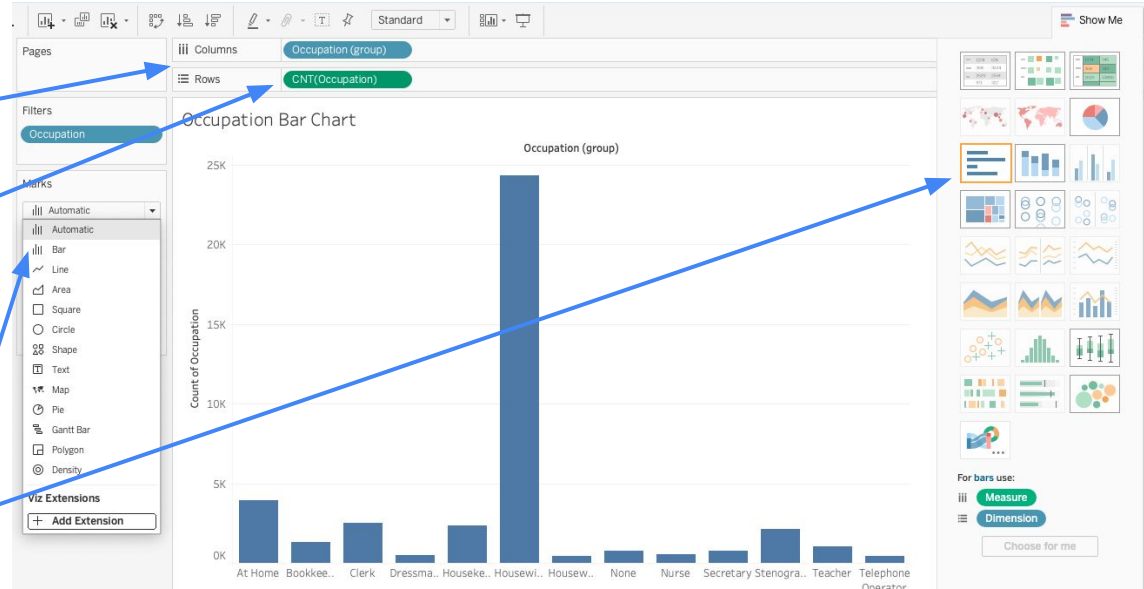 Standard
Show Me
Pages
Columns
Occupation (group)
Rows
CNT(Occupation)
Filters
Occupation
Marks
Automatic
Automatic
Bar
Line
Area
Square
Circle
Shape
Text
Map
Pie
Gantt Bar
Polygon
Density
Viz Extensions
+ Add Extension
Occupation Bar Chart
Occupation (group)
Count of Occupation
25K
20K
15K
10K
5K
0K
At Home Bookkee.. Clerk Dressma.. Houseke.. Housewi.. Housew.. None Nurse Secretary Stenogra.. Teacher Telephone
Operator
For bars use:
Measure
Dimension
Choose for me